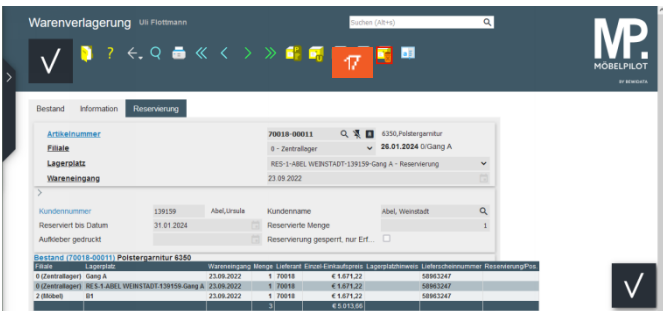 Warenverlagerung Uli Flottmann
Suchen (Alt+s)
MP.
MÖBELPILOT
BY BEWIDATA
17
Bestand Information Reservierung
Artikelnummer 70018-00011 6350,Polstergarnitur
Filiale 0 - Zentrallager 26.01.2024 0/Gang A
Lagerplatz RES-1-ABEL WEINSTADT-139159-Gang A - Reservierung
Wareneingang 23.09.2022
Kundennummer 139159 Abel,Ursula Kundenname Abel, Weinstadt
Reserviert bis Datum 31.01.2024 Reservierte Menge 1
Aufkleber gedruckt Reservierung gesperrt, nur Erf...
Bestand (70018-00011) Polstergarnitur 6350
Filiale Lagerplatz Wareneingang Menge Lieferant Einzel-Einkaufspreis Lagerplatzhinweis Lieferscheinnummer Reservierung/Pos.
0 (Zentrallager) Gang A 23.09.2022 1 70018 € 1.671,22 58963247
0 (Zentrallager) RES-1-ABEL WEINSTADT-139159-Gang A 23.09.2022 1 70018 € 1.671,22 58963247
2 (Möbel) B1 23.09.2022 1 70018 € 1.671,22 58963247
3 € 5.013,66